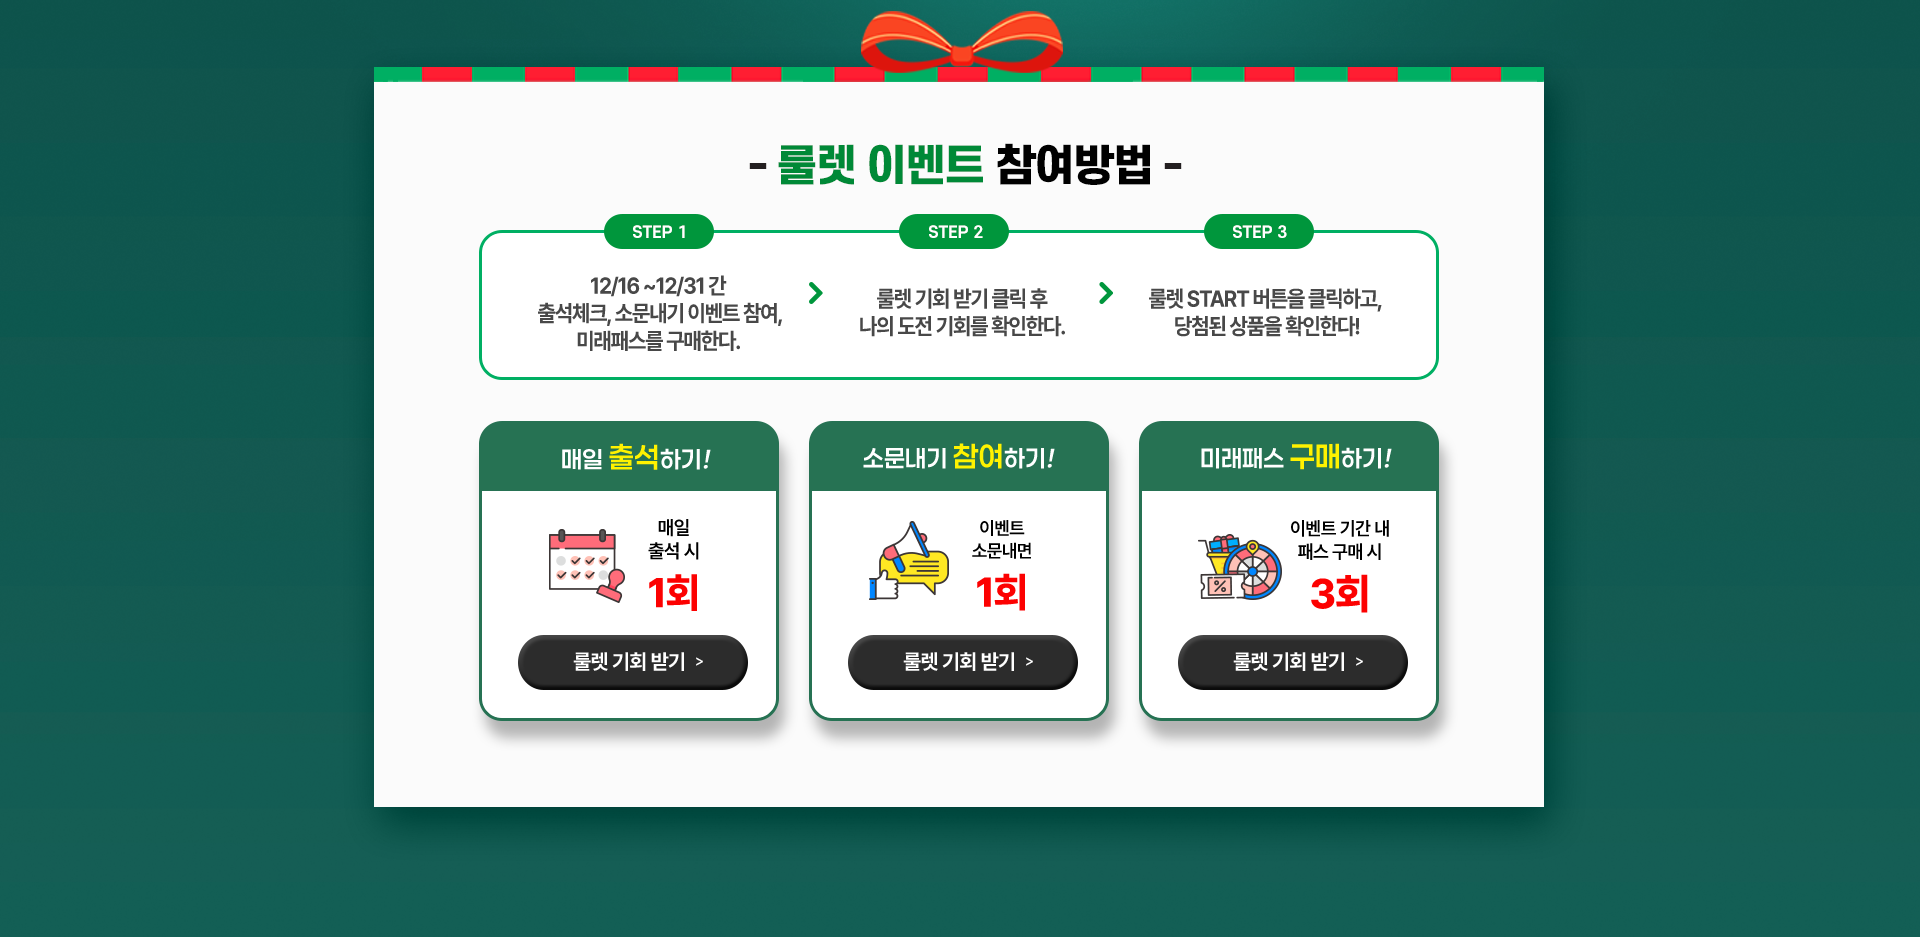 - 룰렛 이벤트 참여방법 -
STEP 1
12/16 ~12/31 간
출석체크, 소문내기 이벤트 참여,
미래패스를 구매한다.
STEP 2
룰렛 기회 받기 클릭 후
나의 도전 기회를 확인한다.
STEP 3
룰렛 START 버튼을 클릭하고,
당첨된 상품을 확인한다!
매일 출석하기!
매일
출석 시
1회
룰렛 기회 받기 >
소문내기 참여하기!
이벤트
소문내면
1회
룰렛 기회 받기 >
미래패스 구매하기!
이벤트 기간 내
패스 구매 시
3회
룰렛 기회 받기 >